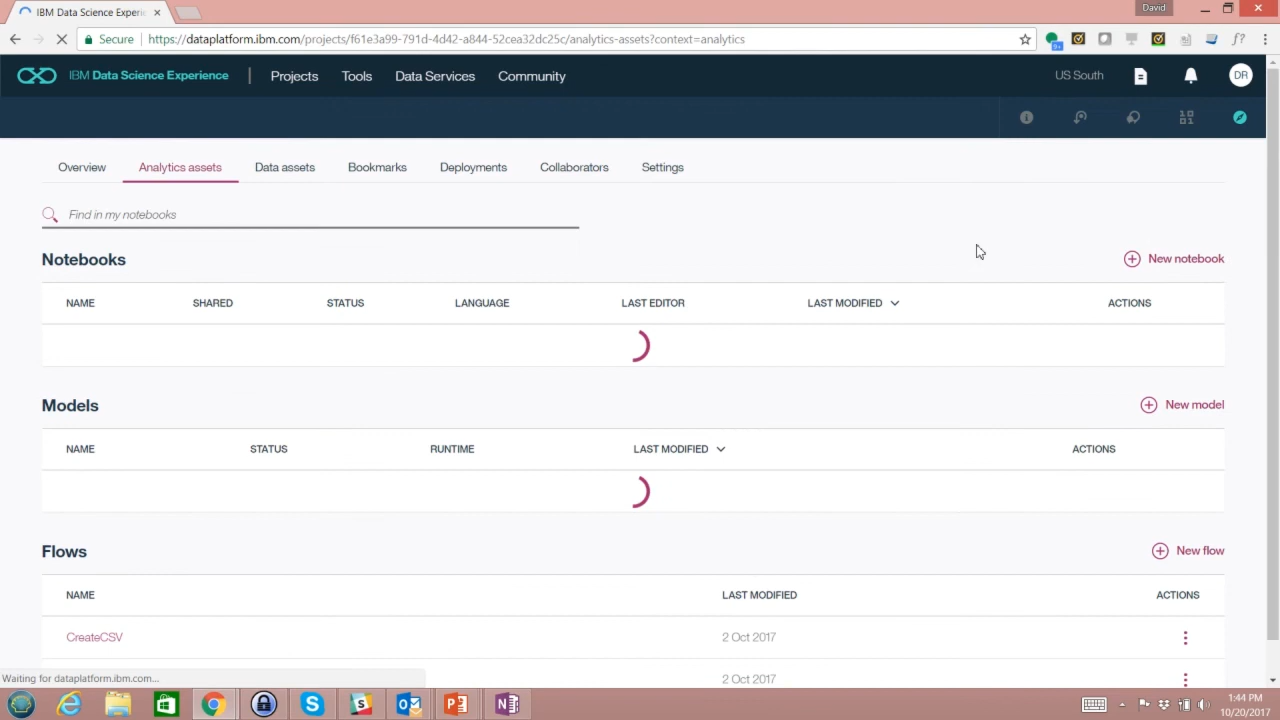 IBM Data Science Experie
David
Secure https://dataplatform.ibm.com/projects/f61e3a99-791d-4d42-a844-52cea32dc25c/analytics-assets?context=analytics
9+
IBM Data Science Experience | Projects Tools Data Services Community US South DR
Overview Analytics assets Data assets Bookmarks Deployments Collaborators Settings
Find in my notebooks
Notebooks New notebook
NAME SHARED STATUS LANGUAGE LAST EDITOR LAST MODIFIED ACTIONS
Models New model
NAME STATUS RUNTIME LAST MODIFIED ACTIONS
Flows New flow
NAME LAST MODIFIED ACTIONS
CreateCSV 2 Oct 2017
2 Oct 2017
Waiting for dataplatform.ibm.com...
1:44 PM
10/20/2017